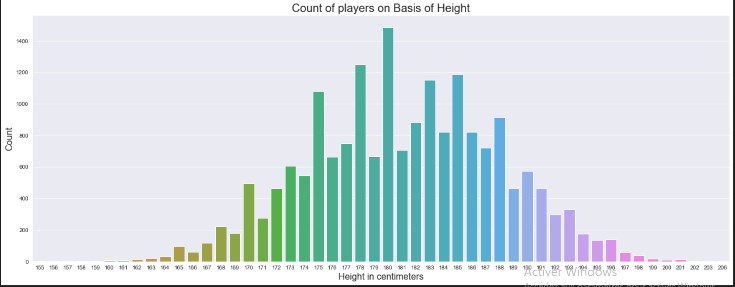 Count of players on Basis of Height
Count
1400
1200
1000
800
600
400
200
0
155 156 157 158 159 160 161 162 163 164 165 166 167 168 169 170 171 172 173 174 175 176 177 178 179 180 181 182 183 184 185 186 187 188 189 190 191 192 193 194 195 196 197 198 199 200 201 202 203 206
Height in centimeters
Activer Windows